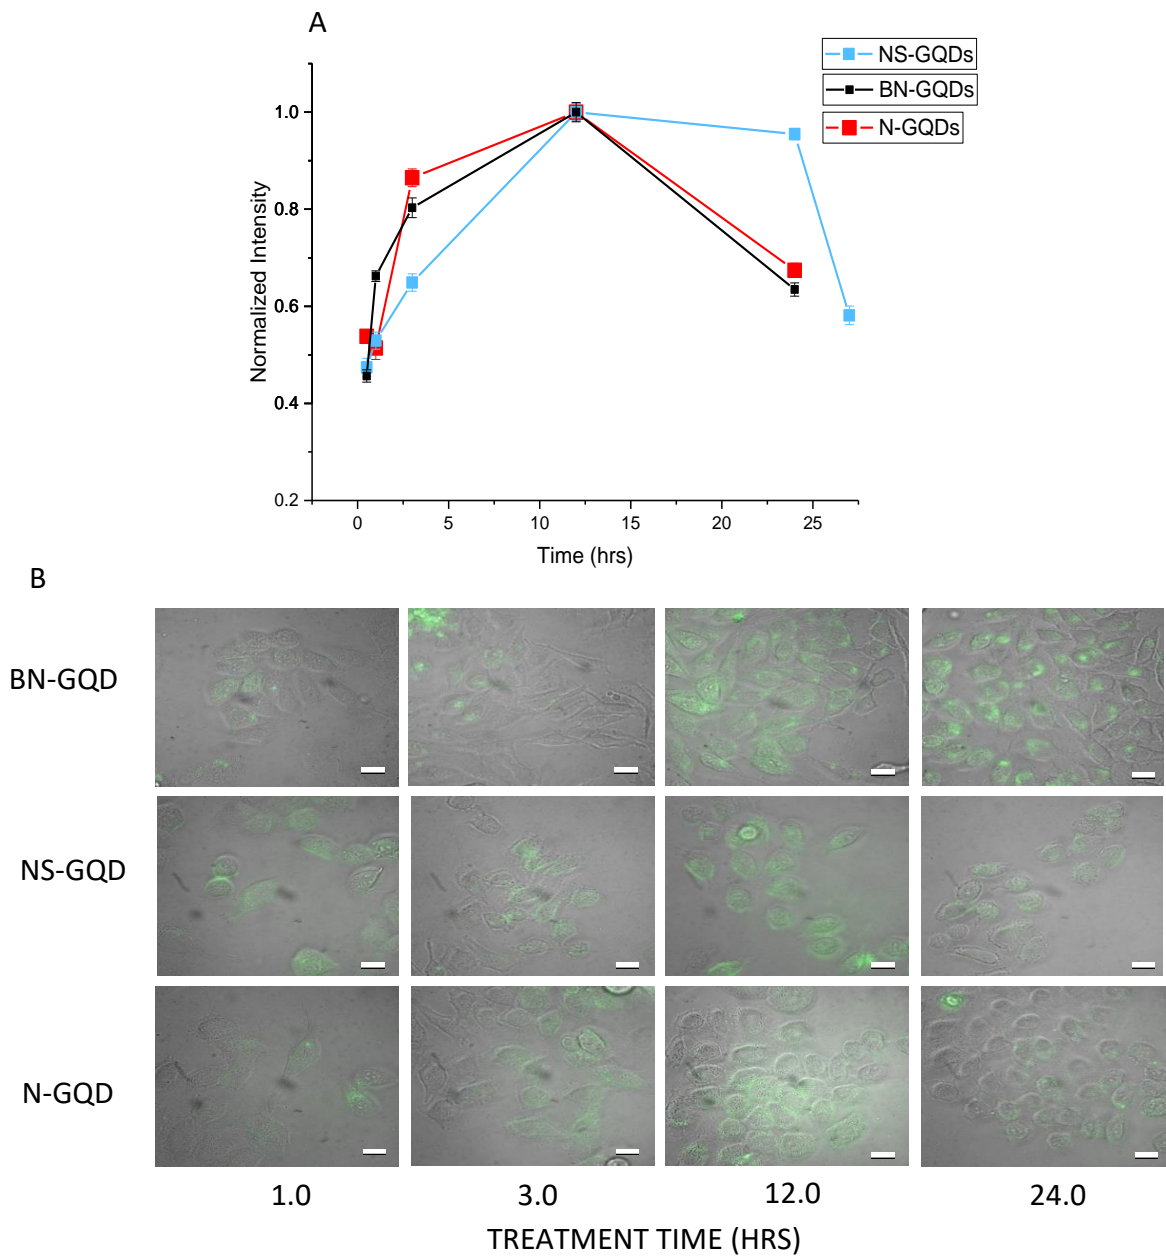 A
NS-GQDs
BN-GQDs
N-GQDs
1.0
0.8
0.6
0.4
0.2
Normalized Intensity
0 5 10 15 20 25
Time (hrs)
B
BN-GQD
NS-GQD
N-GQD
1.0 3.0 12.0 24.0
TREATMENT TIME (HRS)